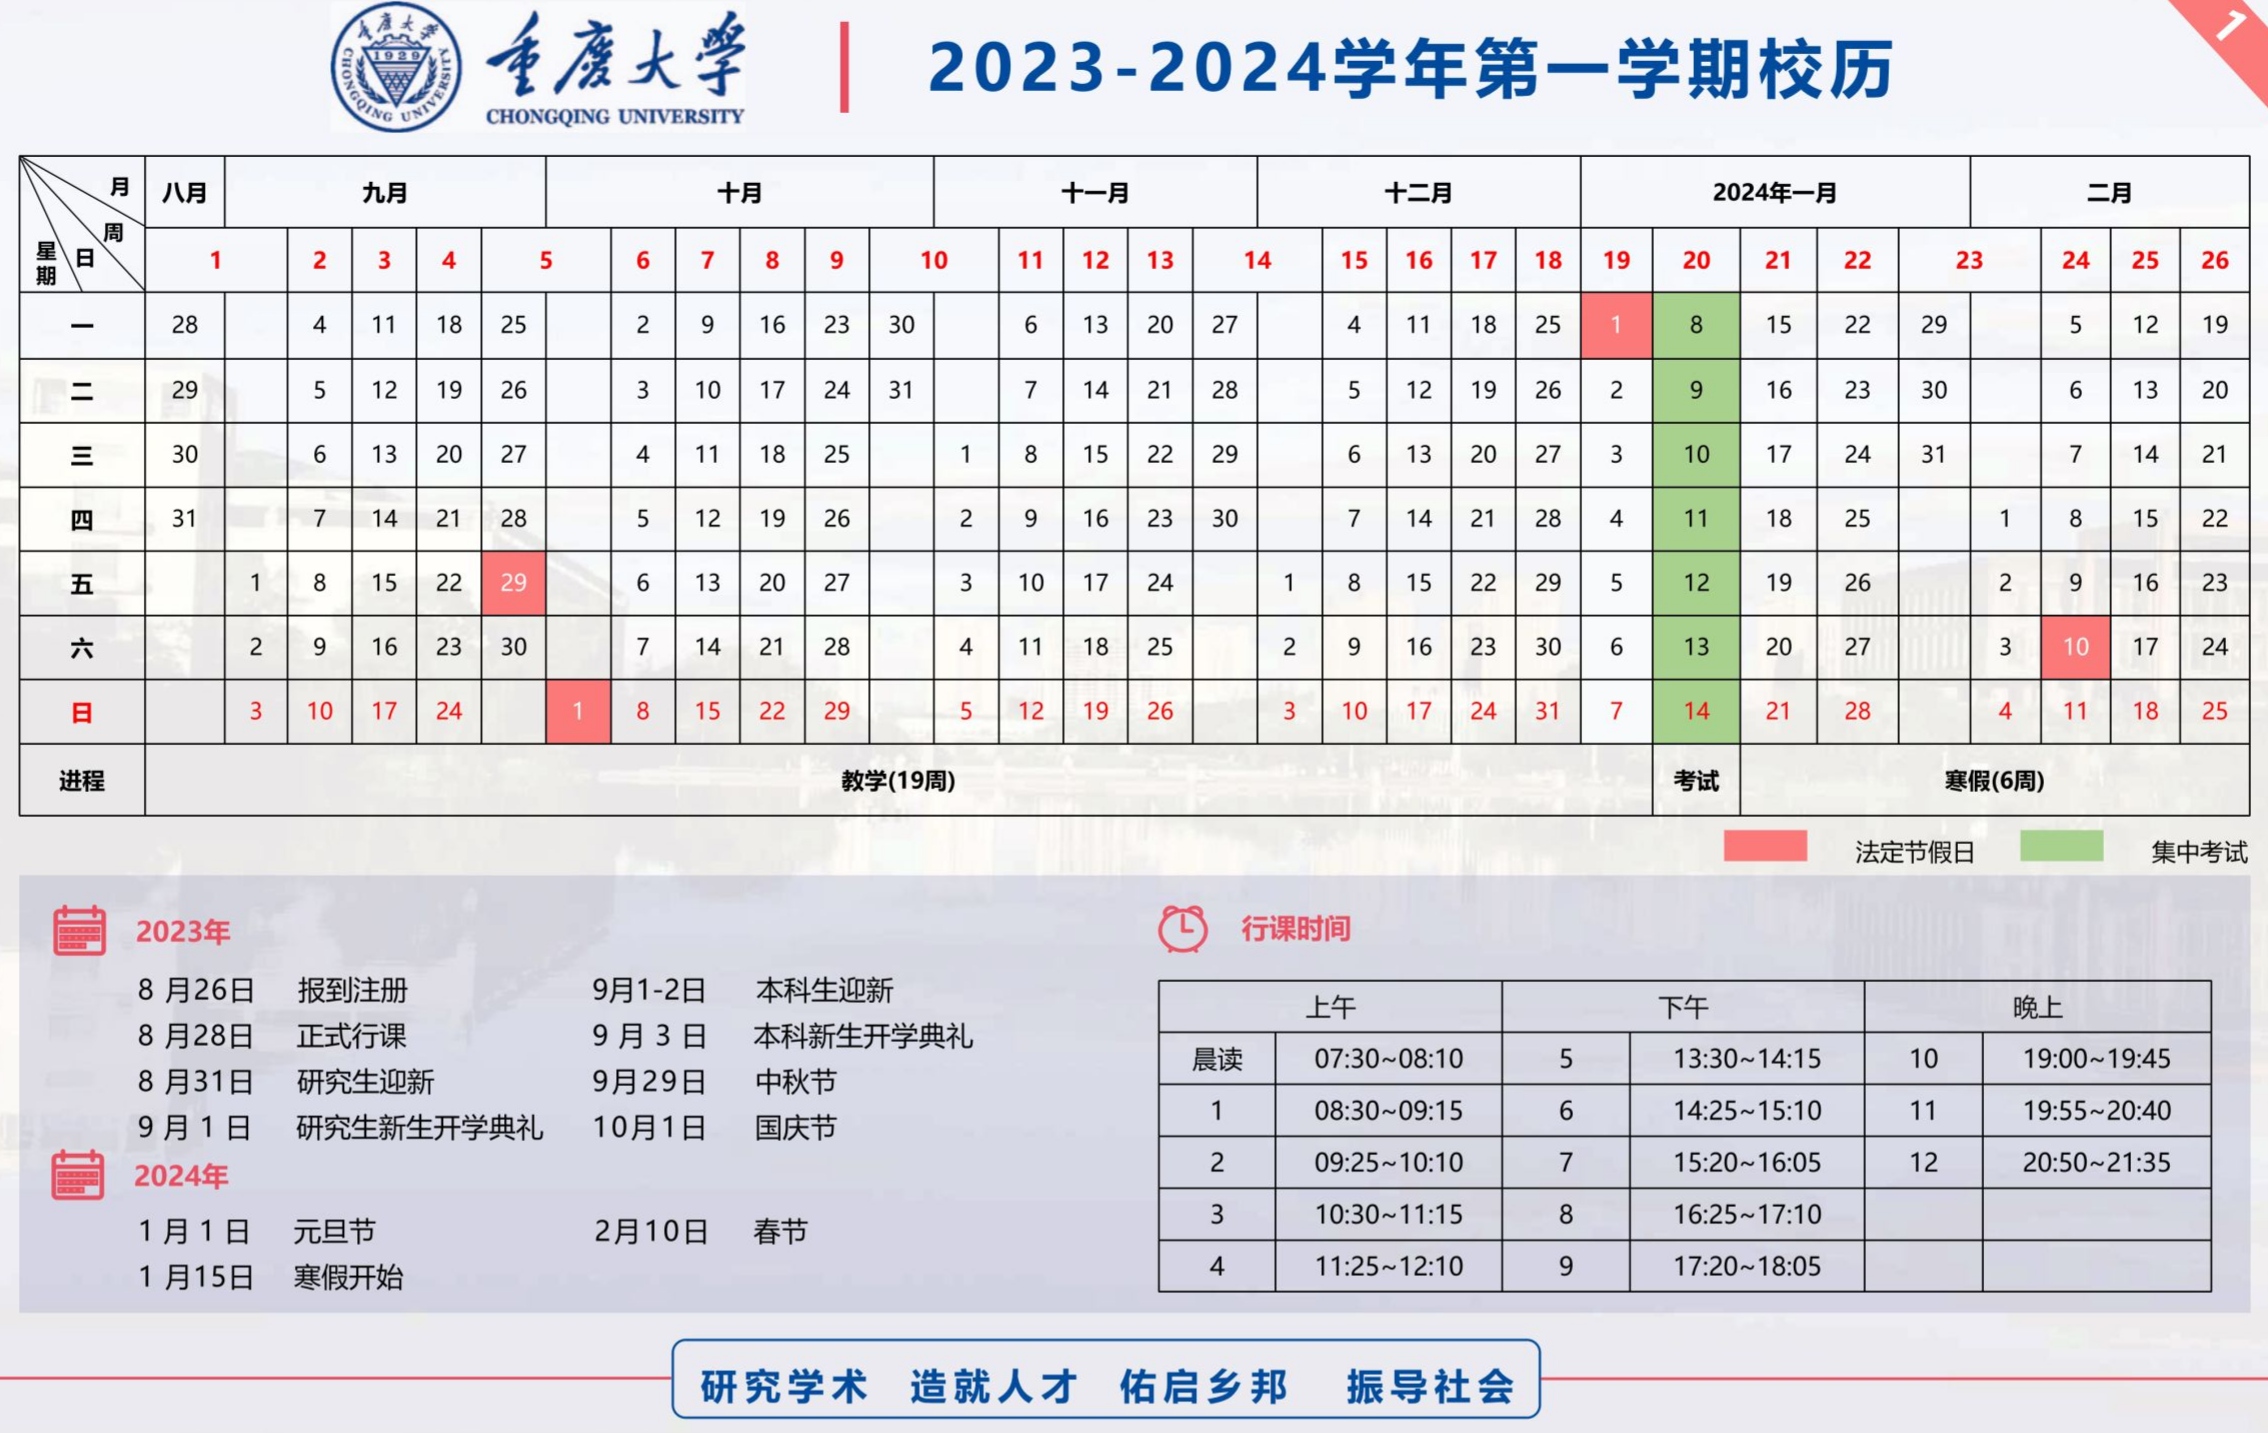 重庆大学
1929
CHONGQING UNIVERSITY
重庆大学
CHONGQING UNIVERSITY
2023-2024学年第一学期校历
1
月 周 日 星期 八月 九月 十月 十一月 十二月 2024年一月 二月
1 2 3 4 5 6 7 8 9 10 11 12 13 14 15 16 17 18 19 20 21 22 23 24 25 26
一 28 4 11 18 25 2 9 16 23 30 6 13 20 27 4 11 18 25 1 8 15 22 29 5 12 19
二 29 5 12 19 26 3 10 17 24 31 7 14 21 28 5 12 19 26 2 9 16 23 30 6 13 20
三 30 6 13 20 27 4 11 18 25 1 8 15 22 29 6 13 20 27 3 10 17 24 31 7 14 21
四 31 7 14 21 28 5 12 19 26 2 9 16 23 30 7 14 21 28 4 11 18 25 1 8 15 22
五 1 8 15 22 29 6 13 20 27 3 10 17 24 1 8 15 22 29 5 12 19 26 2 9 16 23
六 2 9 16 23 30 7 14 21 28 4 11 18 25 2 9 16 23 30 6 13 20 27 3 10 17 24
日 3 10 17 24 1 8 15 22 29 5 12 19 26 3 10 17 24 31 7 14 21 28 4 11 18 25
进程 教学(19周) 考试 寒假(6周)
法定节假日 集中考试
2023年
8 月26日 报到注册 9月1-2日 本科生迎新
8 月28日 正式行课 9 月 3 日 本科新生开学典礼
8 月31日 研究生迎新 9月29日 中秋节
9 月 1 日 研究生新生开学典礼 10月1日 国庆节
2024年
1 月 1 日 元旦节 2月10日 春节
1 月15日 寒假开始
行课时间
上午 下午 晚上
晨读 07:30~08:10 5 13:30~14:15 10 19:00~19:45
1 08:30~09:15 6 14:25~15:10 11 19:55~20:40
2 09:25~10:10 7 15:20~16:05 12 20:50~21:35
3 10:30~11:15 8 16:25~17:10
4 11:25~12:10 9 17:20~18:05
研究学术 造就人才 佑启乡邦 振导社会